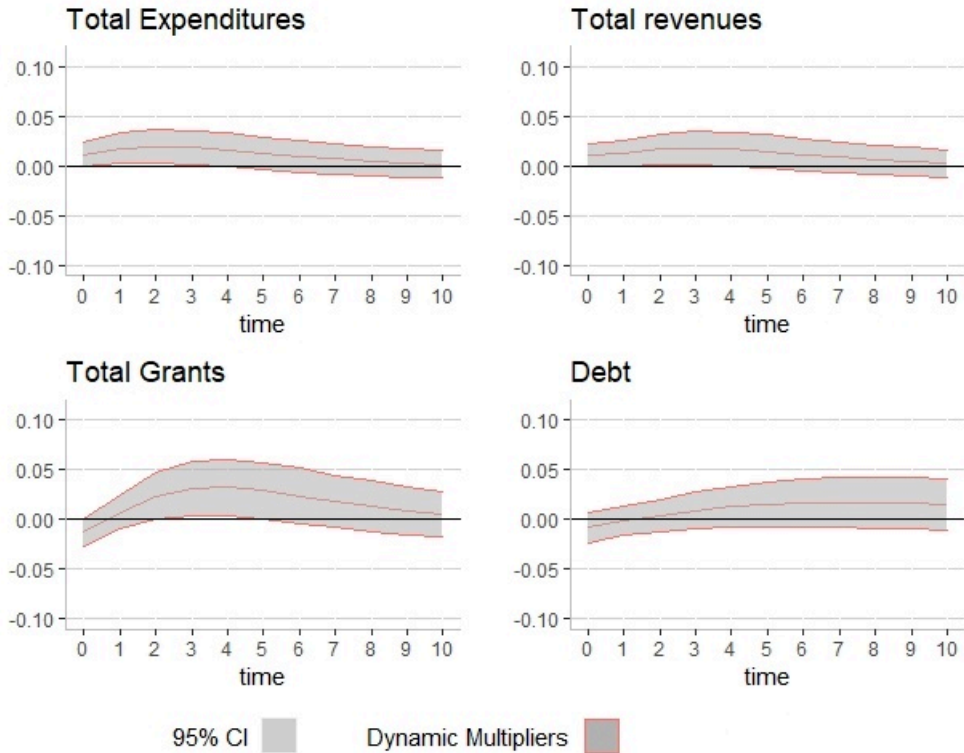 Total Expenditures
0.10
0.05
0.00
-0.05
-0.10
0 1 2 3 4 5 6 7 8 9 10
time
Total revenues
0.10
0.05
0.00
-0.05
-0.10
0 1 2 3 4 5 6 7 8 9 10
time
Total Grants
0.10
0.05
0.00
-0.05
-0.10
0 1 2 3 4 5 6 7 8 9 10
time
Debt
0.10
0.05
0.00
-0.05
-0.10
0 1 2 3 4 5 6 7 8 9 10
time
95% CI Dynamic Multipliers